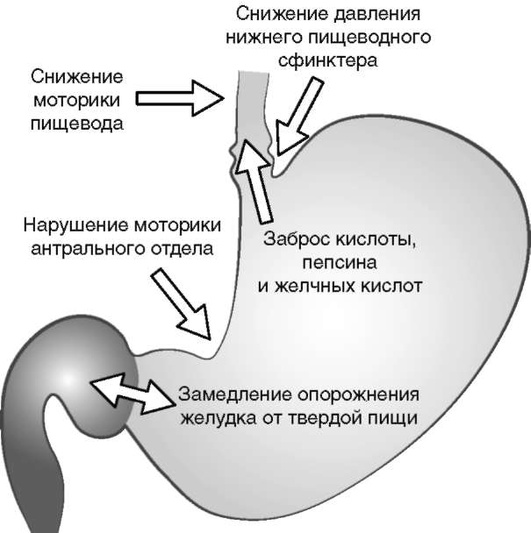 Снижение давления
нижнего пищеводного
сфинктера
Снижение
моторики
пищевода
Нарушение моторики
антрального отдела
Заброс кислоты,
пепсина
и желчных кислот
Замедление опорожнения
желудка от твердой пищи